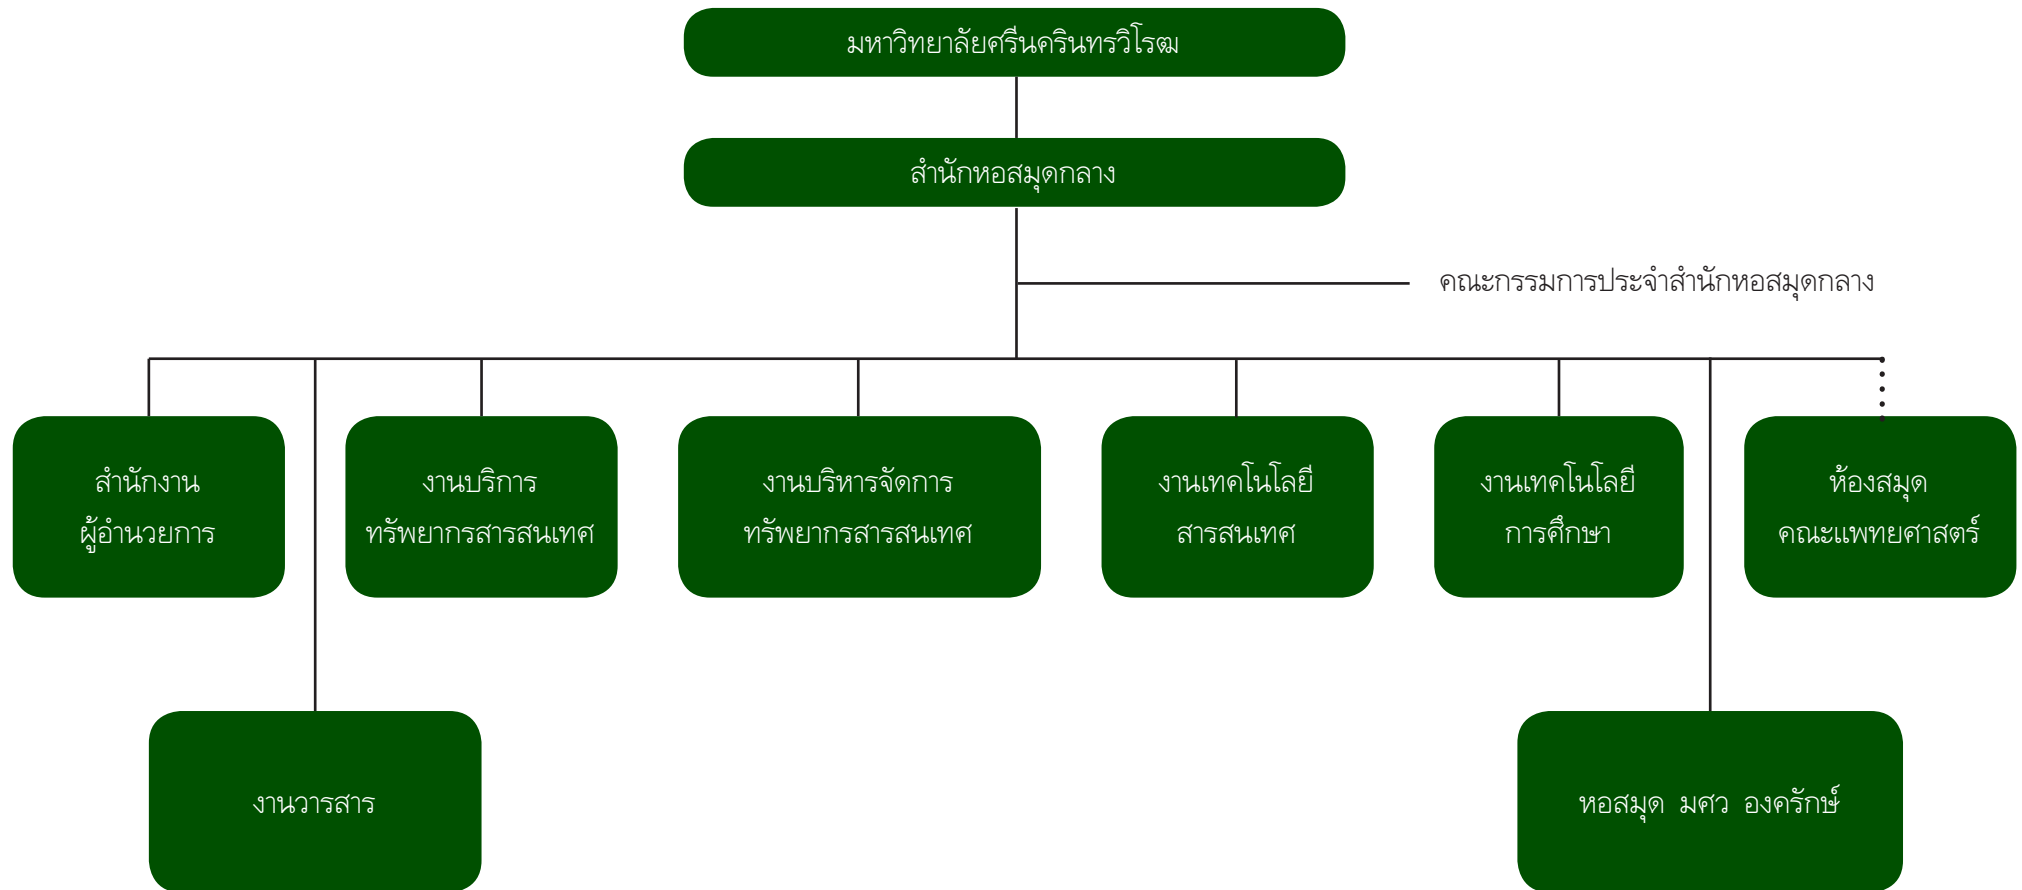 มหาวิทยาลัยศรีนครินทรวิโรฒ
สำนักหอสมุดกลาง
คณะกรรมการประจำสำนักหอสมุดกลาง
สำนักงาน
ผู้อำนวยการ
งานบริการ
ทรัพยากรสารสนเทศ
งานบริหารจัดการ
ทรัพยากรสารสนเทศ
งานเทคโนโลยี
สารสนเทศ
งานเทคโนโลยี
การศึกษา
ห้องสมุด
คณะแพทยศาสตร์
งานวารสาร
หอสมุด มศว องครักษ์